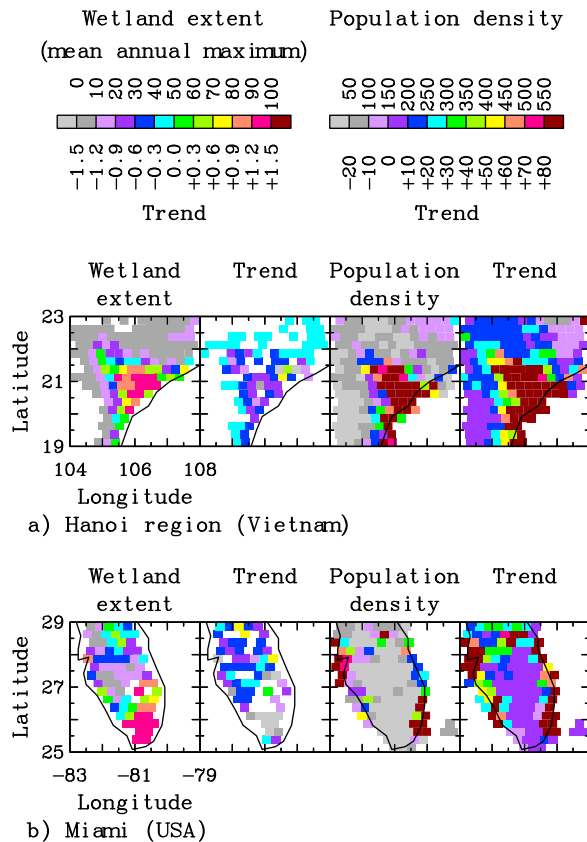 Wetland extent
(mean annual maximum)
0 10 20 30 40 50 60 70 80 90 100
−1.5 −1.2 −0.9 −0.6 −0.3 0.0 +0.3 +0.6 +0.9 +1.2 +1.5
Trend
Population density
50 100 150 200 250 300 350 400 450 500 550
−20 −10 0 +10 +20 +30 +40 +50 +60 +70 +80
Trend
Wetland extent
Trend
Population density
Trend
23
21
19
Latitude
104 106 108
Longitude
a) Hanoi region (Vietnam)
Wetland extent
Trend
Population density
Trend
29
27
25
Latitude
−83 −81 −79
Longitude
b) Miami (USA)